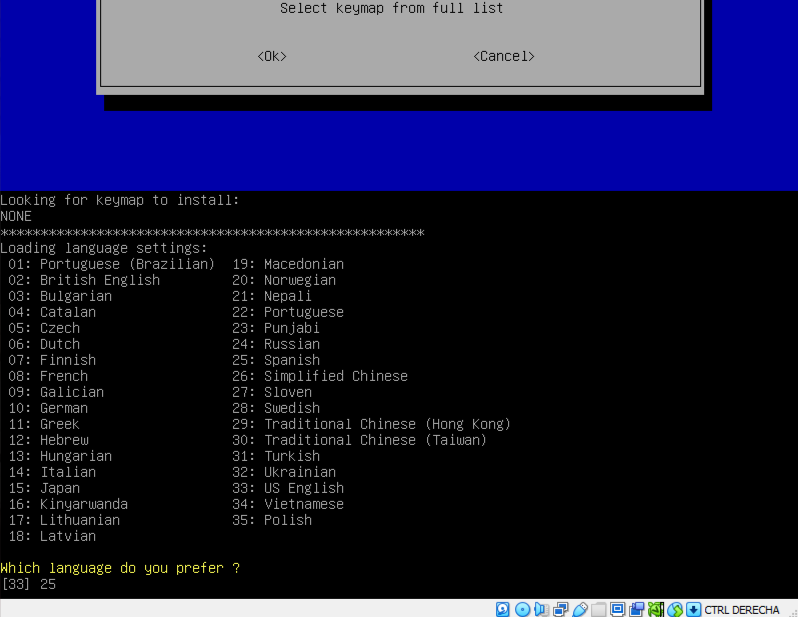 Select keymap from full list
<Ok> <Cancel>
Looking for keymap to install:
NONE
*****************************************************
Loading language settings:
01: Portuguese (Brazilian) 19: Macedonian
02: British English 20: Norwegian
03: Bulgarian 21: Nepali
04: Catalan 22: Portuguese
05: Czech 23: Punjabi
06: Dutch 24: Russian
07: Finnish 25: Spanish
08: French 26: Simplified Chinese
09: Galician 27: Sloven
10: German 28: Swedish
11: Greek 29: Traditional Chinese (Hong Kong)
12: Hebrew 30: Traditional Chinese (Taiwan)
13: Hungarian 31: Turkish
14: Italian 32: Ukrainian
15: Japan 33: US English
16: Kinyarwanda 34: Vietnamese
17: Lithuanian 35: Polish
18: Latvian
Which language do you prefer ?
[33] 25
CTRL DERECHA